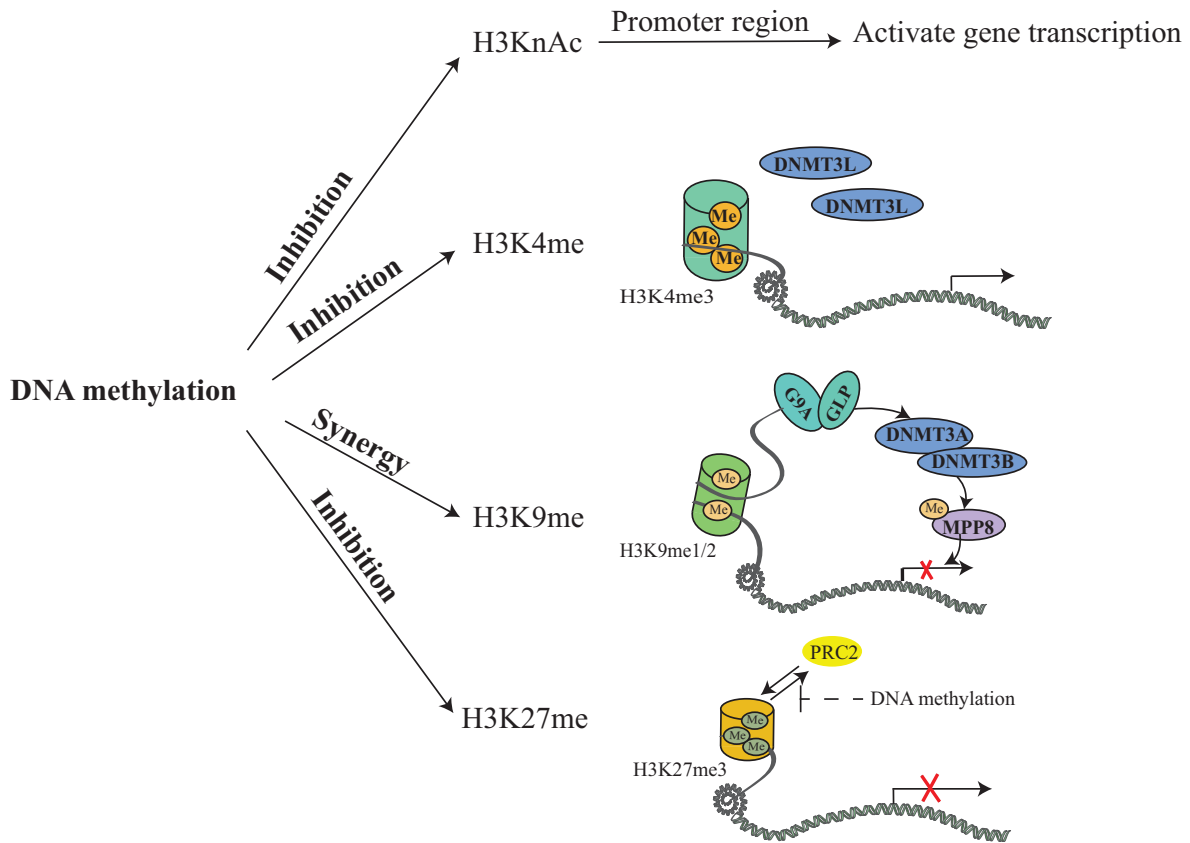 H3KnAc
Promoter region
Activate gene transcription
Inhibition
DNMT3L
DNMT3L
Me
Me
Me
H3K4me
Inhibition
H3K4me3
DNA methylation
G9A
GLP
DNMT3A
DNMT3B
Synergy
Me
Me
Me
MPP8
H3K9me
H3K9me1/2
Inhibition
PRC2
DNA methylation
H3K27me
Me
Me
Me
H3K27me3